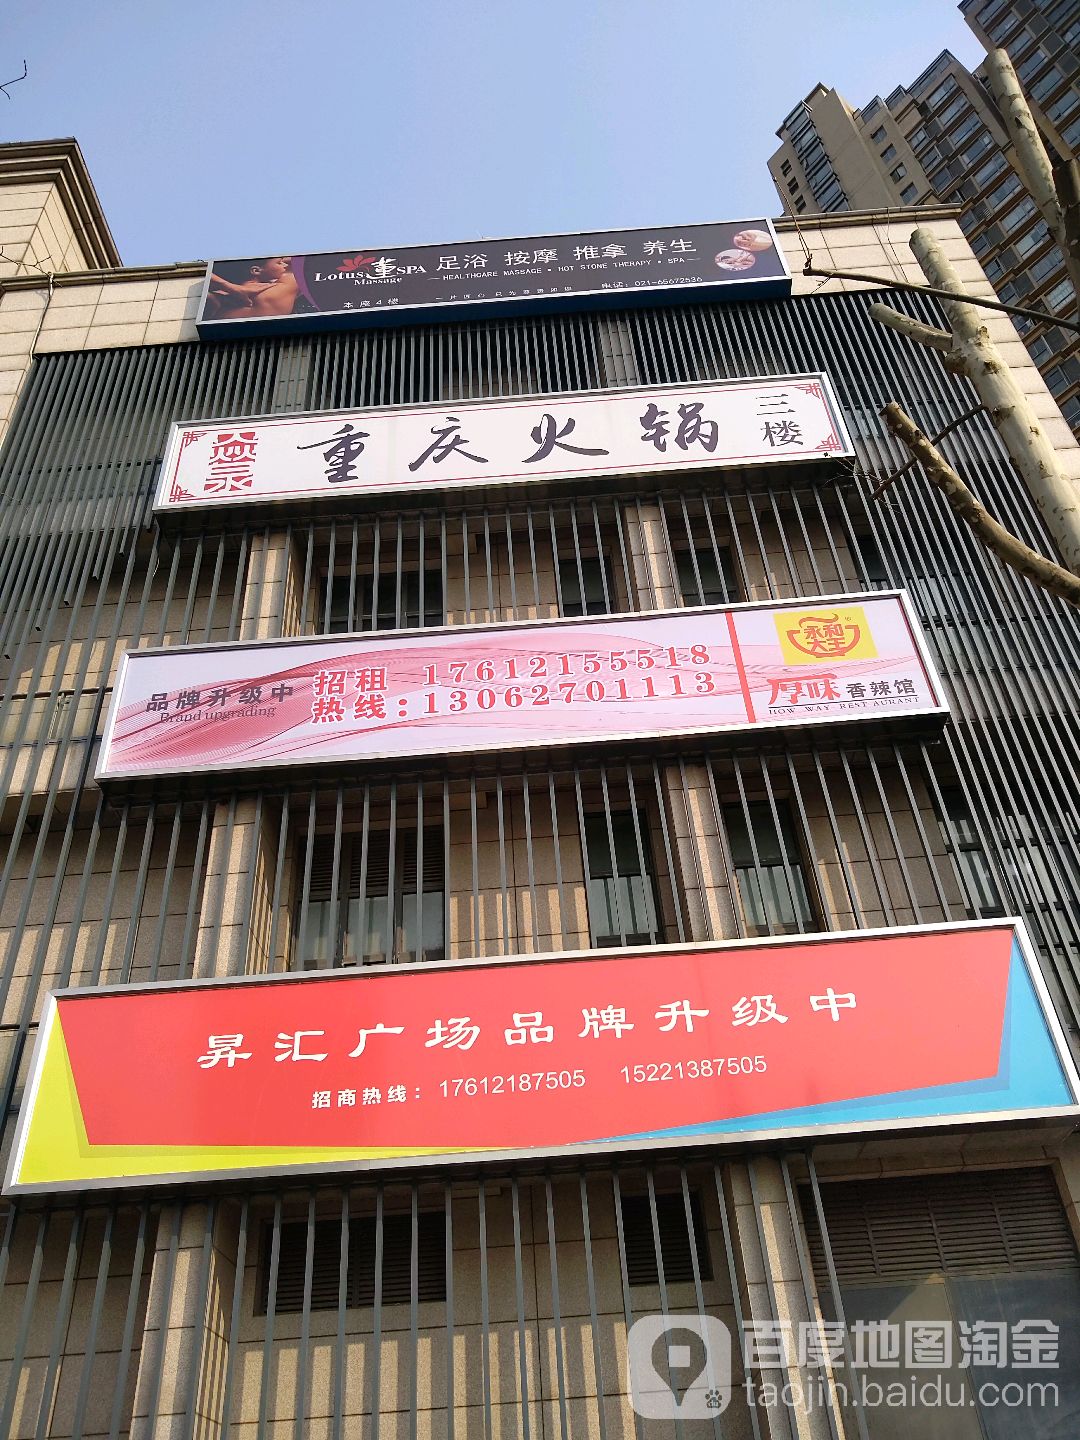 Lotus 董 SPA
Massage
足浴 按摩 推拿 养生
HEALTHCARE MASSAGE • HOT STONE THERAPY • SPA
本座4楼
电话:021-65672536
重庆火锅
三楼
品牌升级中
Brand upgrading
招租
热线:
17612155518
13062701113
永和
大王
厚味香辣馆
HOW WAY RESTAURANT
昇汇广场品牌升级中
招商热线: 17612187505 15221387505
百度地图淘金
taojin.baidu.com